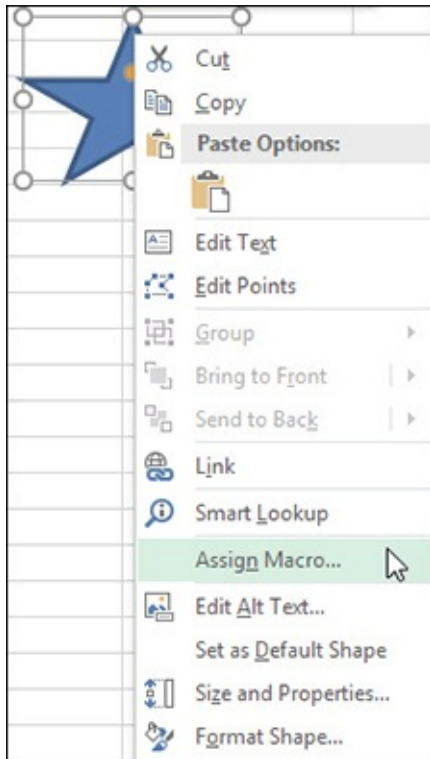 Cut
Copy
Paste Options:
Edit Text
Edit Points
Group
Bring to Front
Send to Back
Link
Smart Lookup
Assign Macro...
Edit Alt Text...
Set as Default Shape
Size and Properties...
Format Shape...